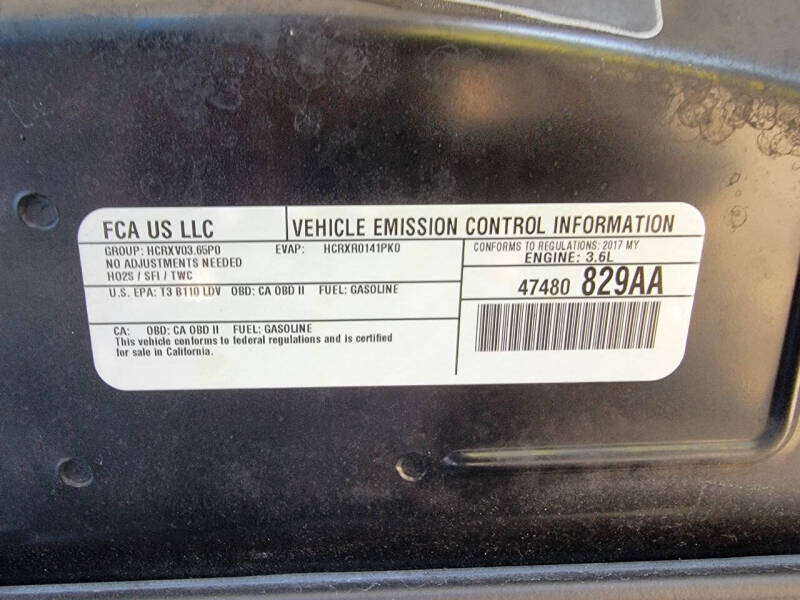 FCA US LLC
VEHICLE EMISSION CONTROL INFORMATION
GROUP: HCRXV03.65P0 EVAP: HCRXR0141PK0
NO ADJUSTMENTS NEEDED
HO2S / SFI / TWC
CONFORMS TO REGULATIONS: 2017 MY
ENGINE: 3.6L
U.S. EPA: T3 B110 LDV OBD: CA OBD II FUEL: GASOLINE
47480 829AA
CA: OBD: CA OBD II FUEL: GASOLINE
This vehicle conforms to federal regulations and is certified
for sale in California.